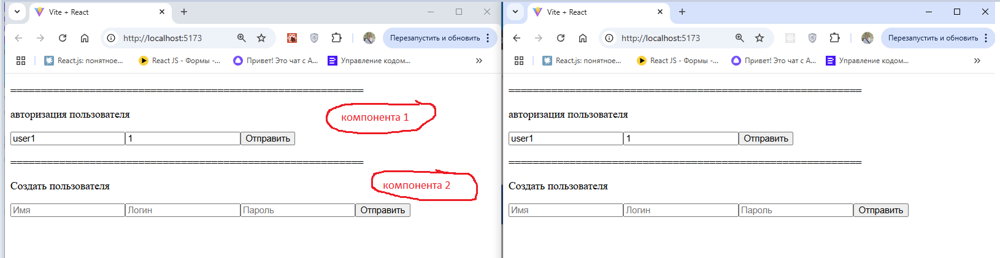 Vite + React
http://localhost:5173
Перезапустить и обновить
React.js: понятное...
React JS - Формы -...
Привет! Это чат с А...
Управление кодом...
==========================================================
авторизация пользователя
компонента 1
user1
1
Отправить
==========================================================
Создать пользователя
компонента 2
Имя
Логин
Пароль
Отправить
Vite + React
http://localhost:5173
Перезапустить и обновить
React.js: понятное...
React JS - Формы -...
Привет! Это чат с А...
Управление кодом...
==========================================================
авторизация пользователя
user1
1
Отправить
==========================================================
Создать пользователя
Имя
Логин
Пароль
Отправить